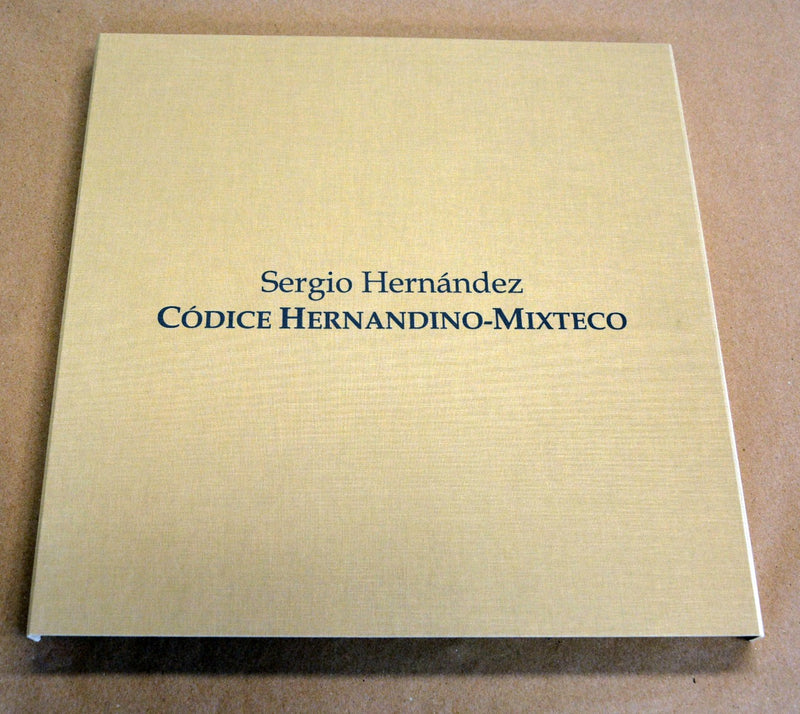 Sergio Hernández
CÓDICE HERNANDINO-MIXTECO